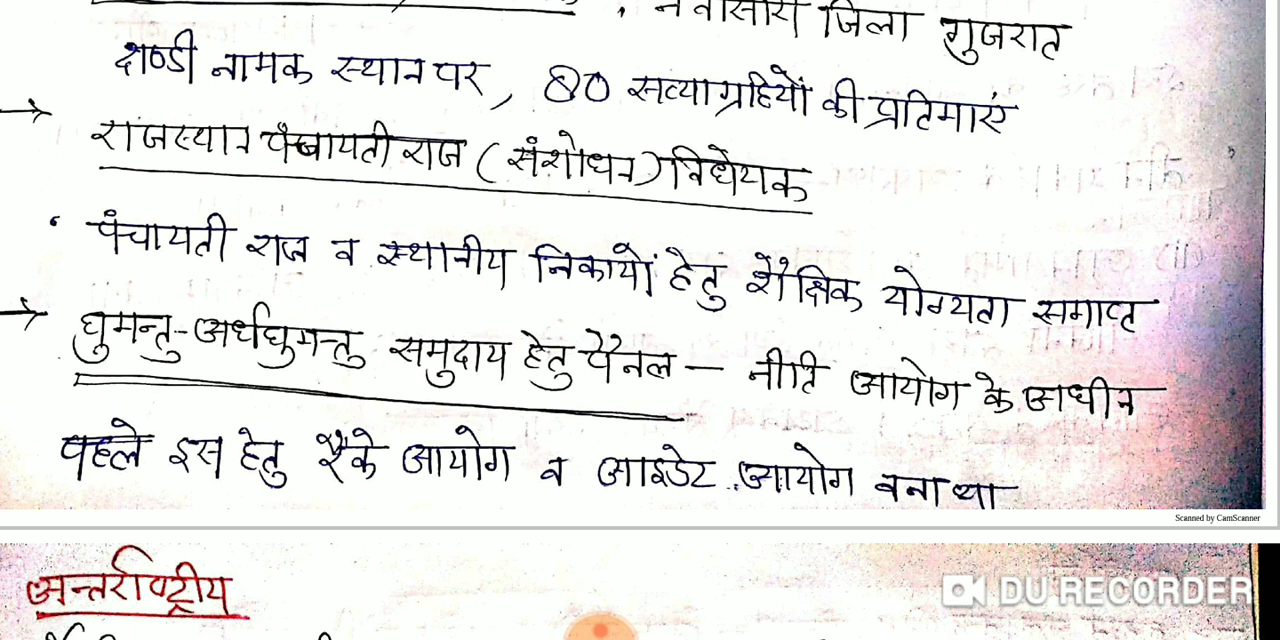 नवासारी जिला गुजरात
दाण्डी नामक स्थान पर, 80 सत्याग्रहियों की प्रतिमाएं
→ राजस्थान पंचायती राज (संशोधन) विधेयक
• पंचायती राज व स्थानीय निकायों हेतु शैक्षिक योग्यता समाप्त
→ घुमन्तु-अर्धघुमन्तु समुदाय हेतु पैनल — नीति आयोग के अधीन
पहले इस हेतु रैंके आयोग व आइडेट आयोग बना था
Scanned by CamScanner
अन्तर्राष्ट्रीय
DU RECORDER